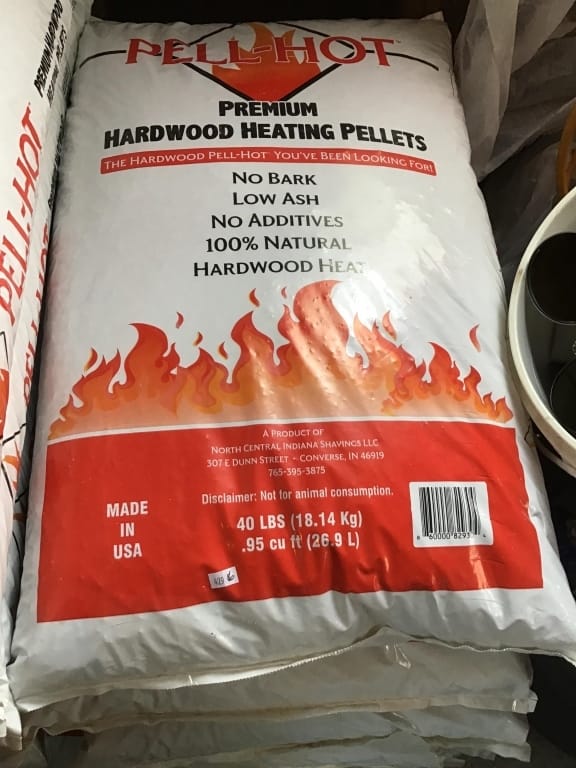 PELL-HOT
PREMIUM
HARDWOOD HEATING PELLETS
THE HARDWOOD PELL-HOT™ YOU'VE BEEN LOOKING FOR!
NO BARK
LOW ASH
NO ADDITIVES
100% NATURAL
HARDWOOD HEAT
A PRODUCT OF
NORTH CENTRAL INDIANA SHAVINGS LLC
307 E DUNN STREET • CONVERSE, IN 46919
765-395-3875
Disclaimer: Not for animal consumption.
MADE
IN
USA
40 LBS (18.14 Kg)
.95 cu ft (26.9 L)
PELL-HOT